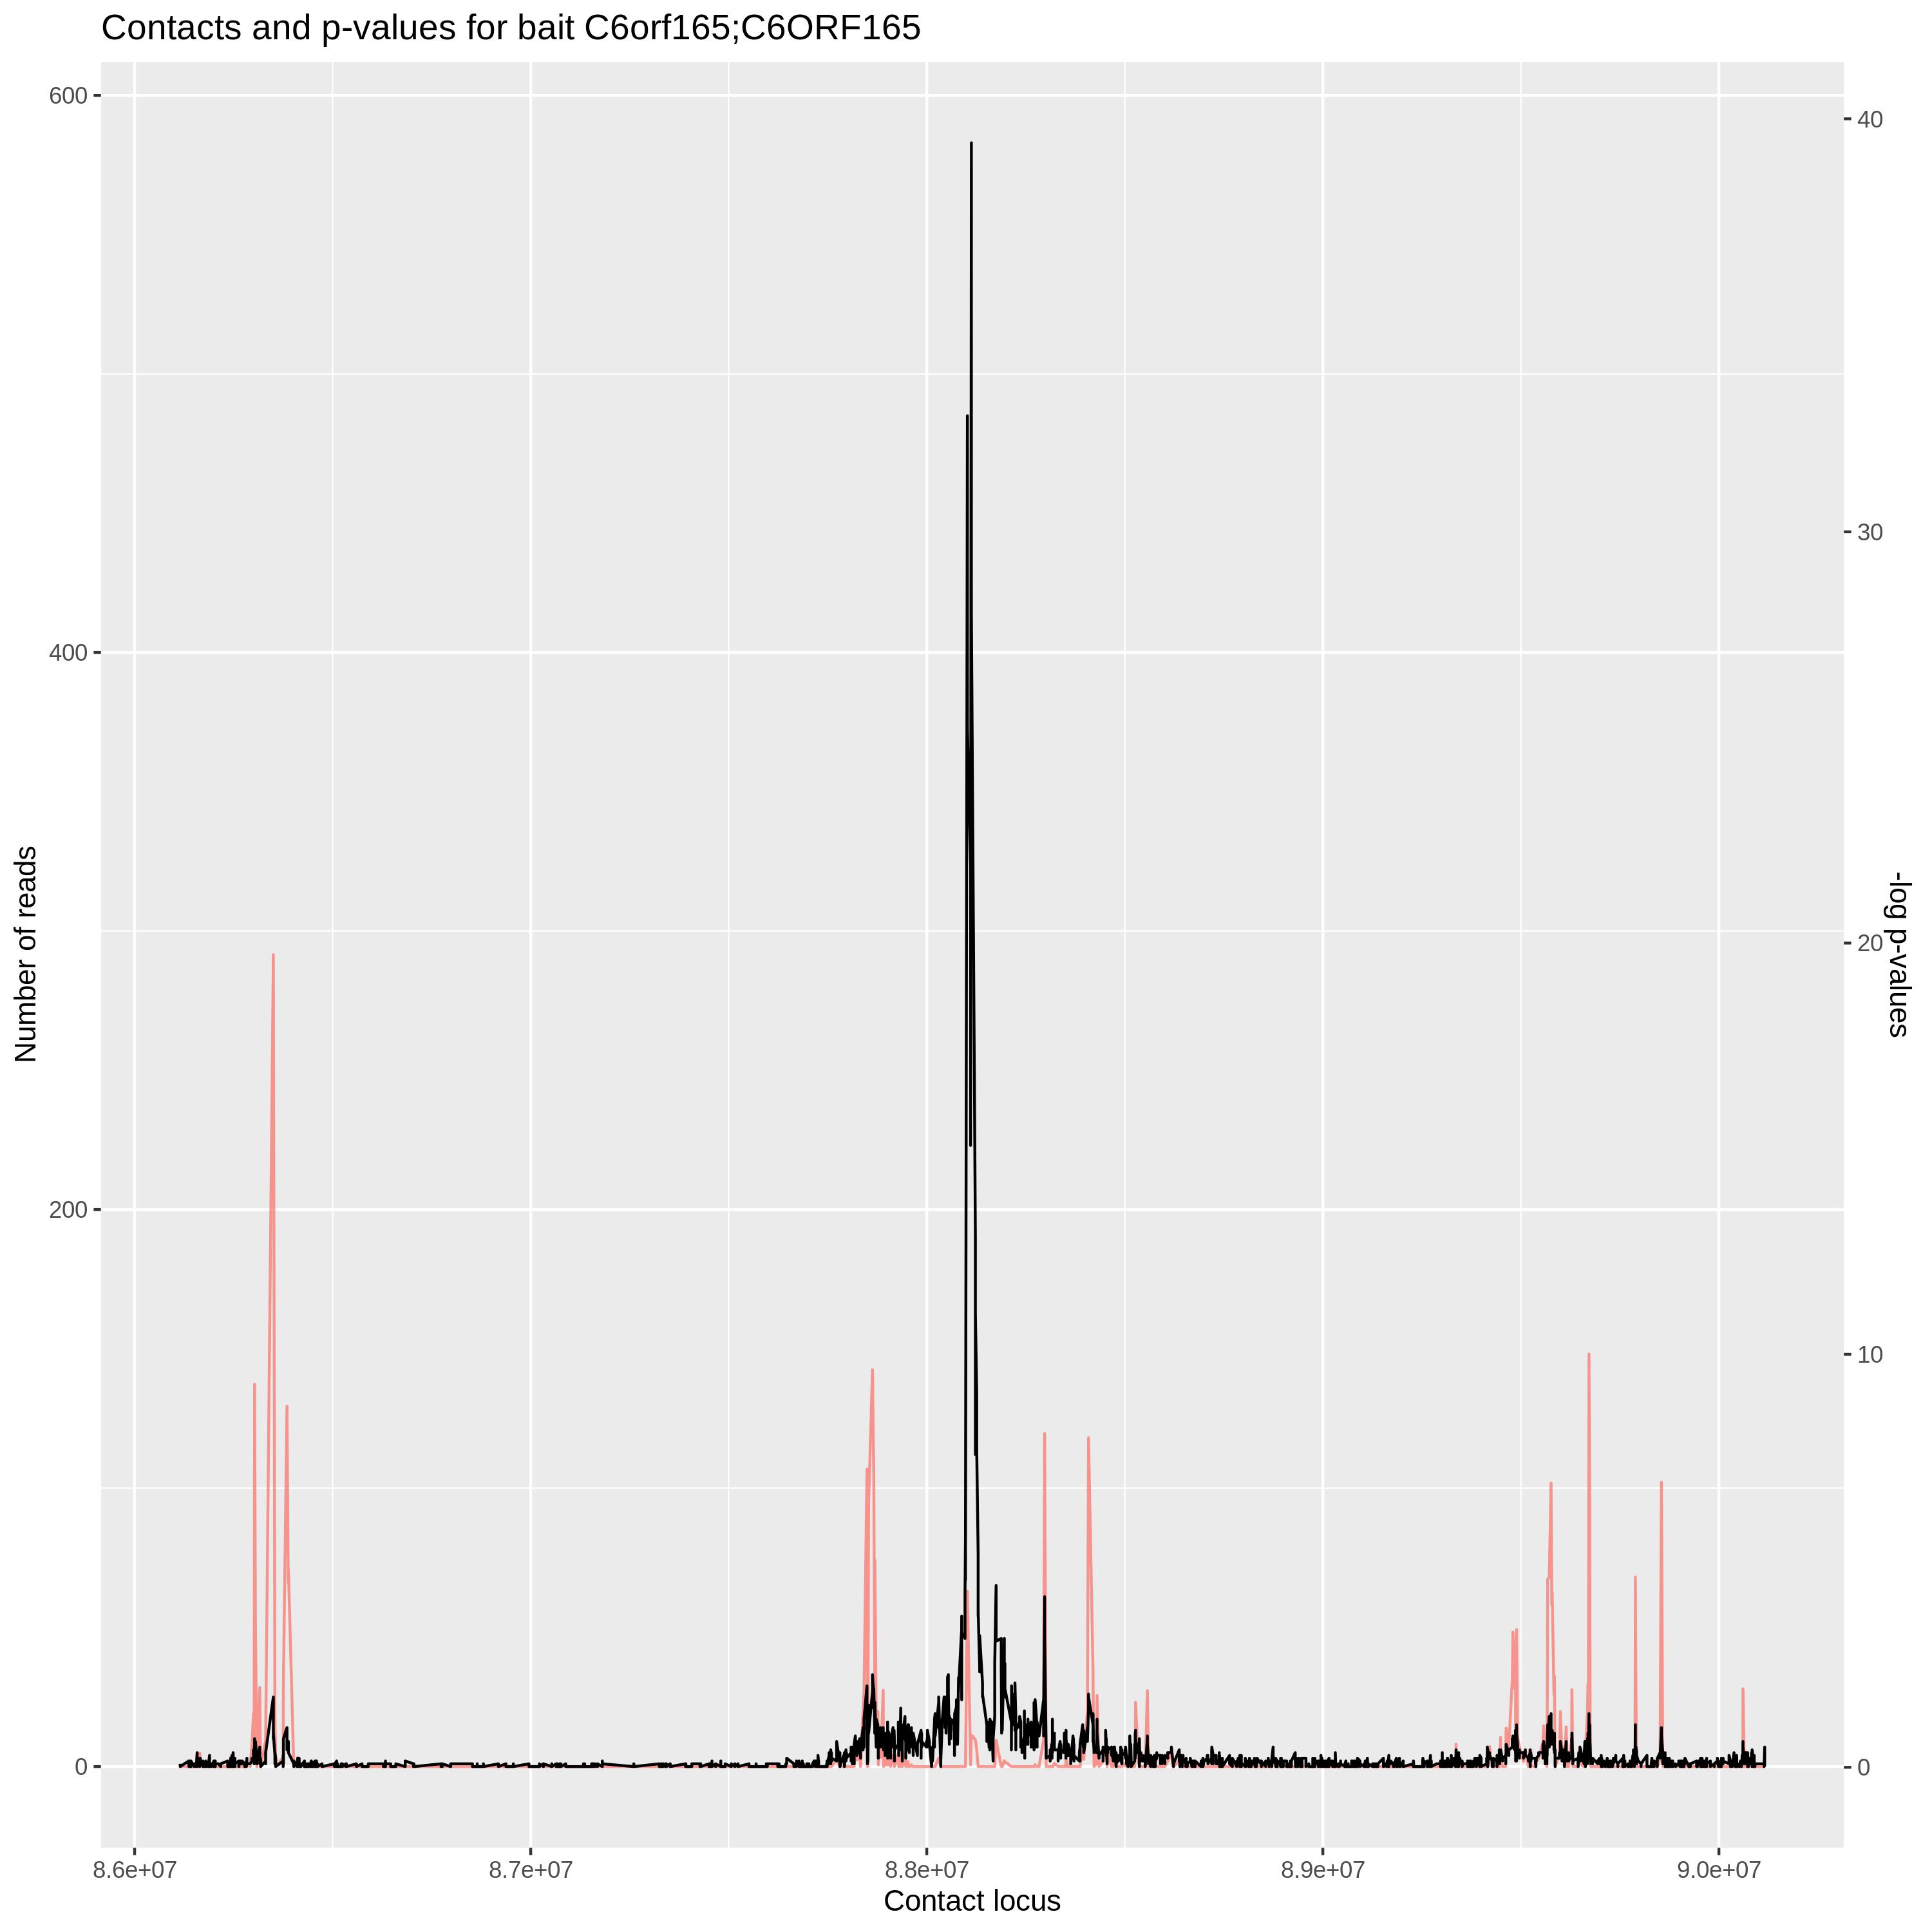 Contacts and p-values for bait C6orf165;C6ORF165
600
400
200
0
Number of reads
40
30
20
10
0
-log p-values
8.6e+07
8.7e+07
8.8e+07
8.9e+07
9.0e+07
Contact locus